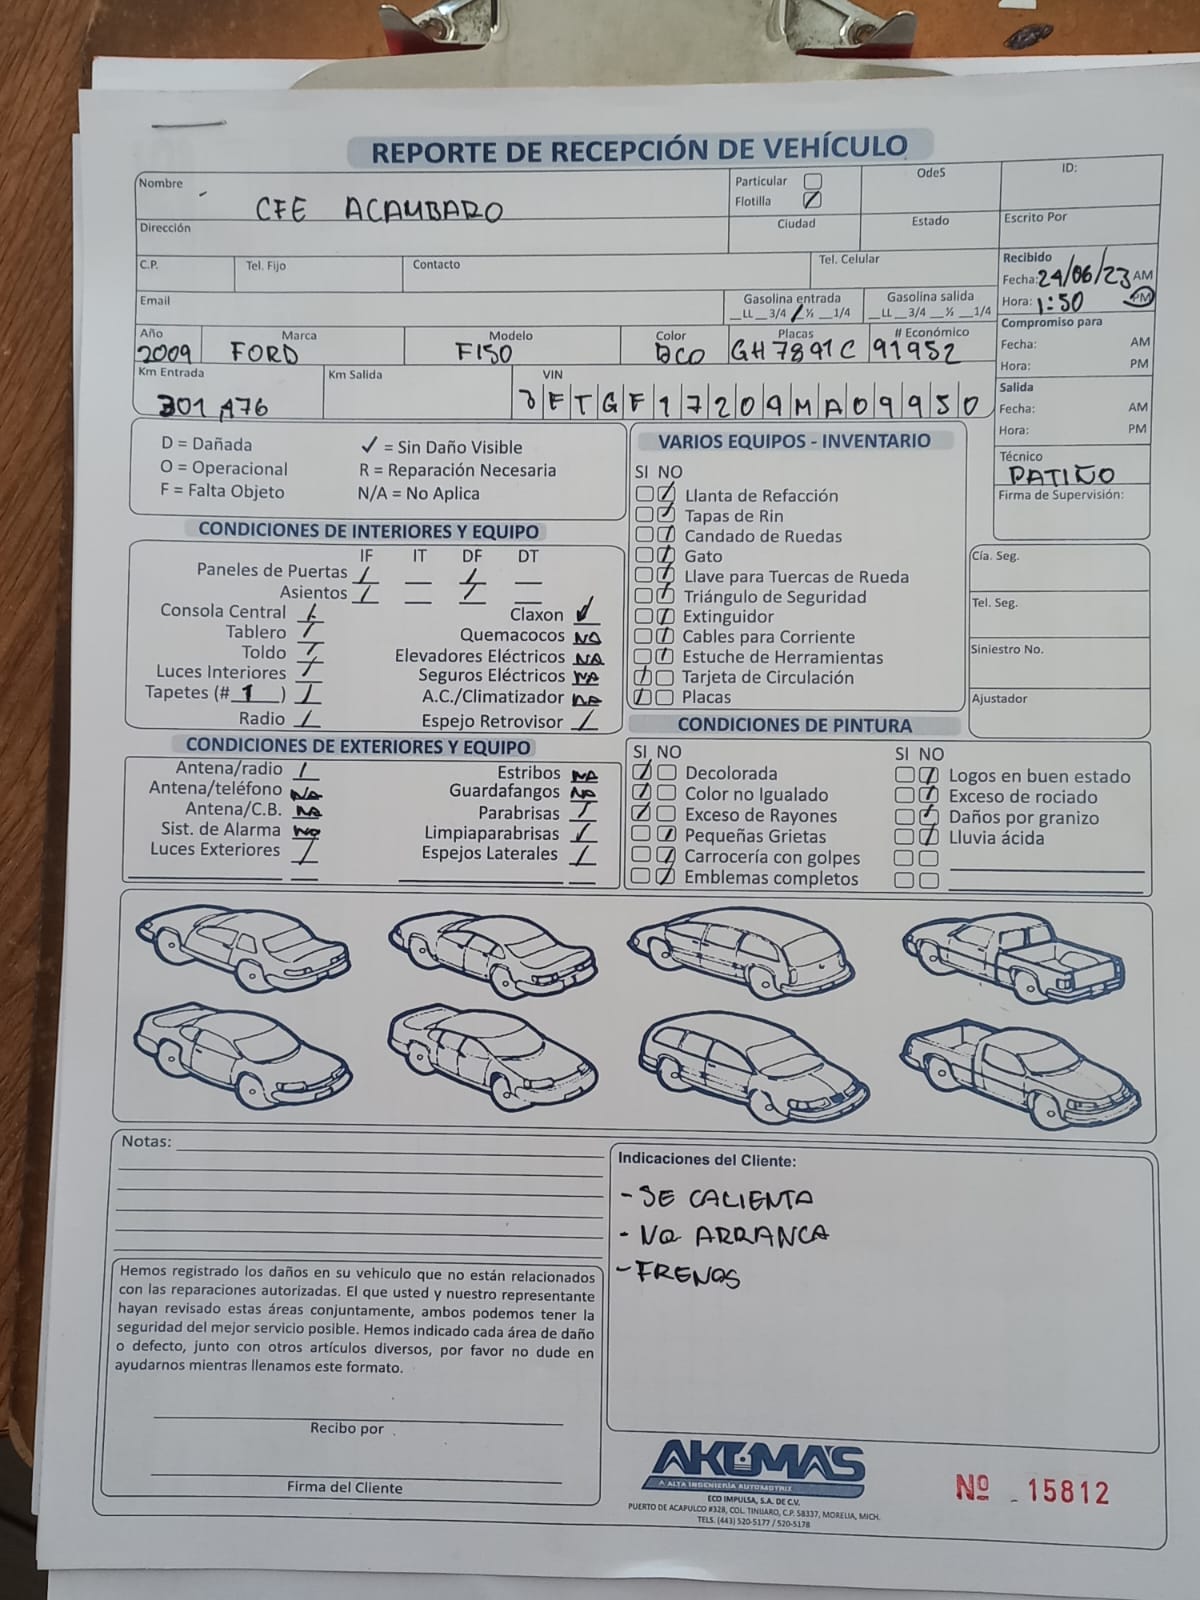 REPORTE DE RECEPCIÓN DE VEHÍCULO
Nombre CFE ACAMBARO
Particular
Flotilla
OdeS
ID:
Dirección
Ciudad
Estado
Escrito Por
C.P.
Tel. Fijo
Contacto
Tel. Celular
Recibido
Fecha: 24/06/23 AM
Hora: 1:50 PM
Email
Gasolina entrada
__LL __3/4 __½ __1/4
Gasolina salida
__LL __3/4 __½ __1/4
Compromiso para
Fecha: AM
Hora: PM
Año 2009
Marca FORD
Modelo F150
Color BCO
Placas GH7891C
# Económico 91952
Km Entrada 301,476
Km Salida
VIN 3FTGF17209MA09950
Salida
Fecha: AM
Hora: PM
Técnico
PATIÑO
Firma de Supervisión:
D = Dañada
O = Operacional
F = Falta Objeto
✓ = Sin Daño Visible
R = Reparación Necesaria
N/A = No Aplica
VARIOS EQUIPOS - INVENTARIO
SI NO
Llanta de Refacción
Tapas de Rin
Candado de Ruedas
Gato
Llave para Tuercas de Rueda
Triángulo de Seguridad
Extinguidor
Cables para Corriente
Estuche de Herramientas
Tarjeta de Circulación
Placas
Cía. Seg.
Tel. Seg.
Siniestro No.
Ajustador
CONDICIONES DE INTERIORES Y EQUIPO
IF IT DF DT
Paneles de Puertas
Asientos
Consola Central
Tablero
Toldo
Luces Interiores
Tapetes (# 1 )
Radio
Claxon ✓
Quemacocos NA
Elevadores Eléctricos NA
Seguros Eléctricos NA
A.C./Climatizador NA
Espejo Retrovisor
CONDICIONES DE EXTERIORES Y EQUIPO
Antena/radio
Antena/teléfono NA
Antena/C.B. NA
Sist. de Alarma NA
Luces Exteriores
Estribos NA
Guardafangos NA
Parabrisas
Limpiaparabrisas
Espejos Laterales
CONDICIONES DE PINTURA
SI NO
Decolorada
Color no Igualado
Exceso de Rayones
Pequeñas Grietas
Carrocería con golpes
Emblemas completos
SI NO
Logos en buen estado
Exceso de rociado
Daños por granizo
Lluvia ácida
Notas:
Indicaciones del Cliente:
- SE CALIENTA
- NO ARRANCA
- FRENOS
Hemos registrado los daños en su vehiculo que no están relacionados
con las reparaciones autorizadas. El que usted y nuestro representante
hayan revisado estas áreas conjuntamente, ambos podemos tener la
seguridad del mejor servicio posible. Hemos indicado cada área de daño
o defecto, junto con otros artículos diversos, por favor no dude en
ayudarnos mientras llenamos este formato.
Recibo por
Firma del Cliente
AKUMA'S
ALTA INGENIERÍA AUTOMOTRIZ
ECO IMPULSA, S.A. DE C.V.
PUERTO DE ACAPULCO #328, COL. TINIJARO, C.P. 58337, MORELIA, MICH.
TELS. (443) 520-5177 / 520-5178
Nº 15812